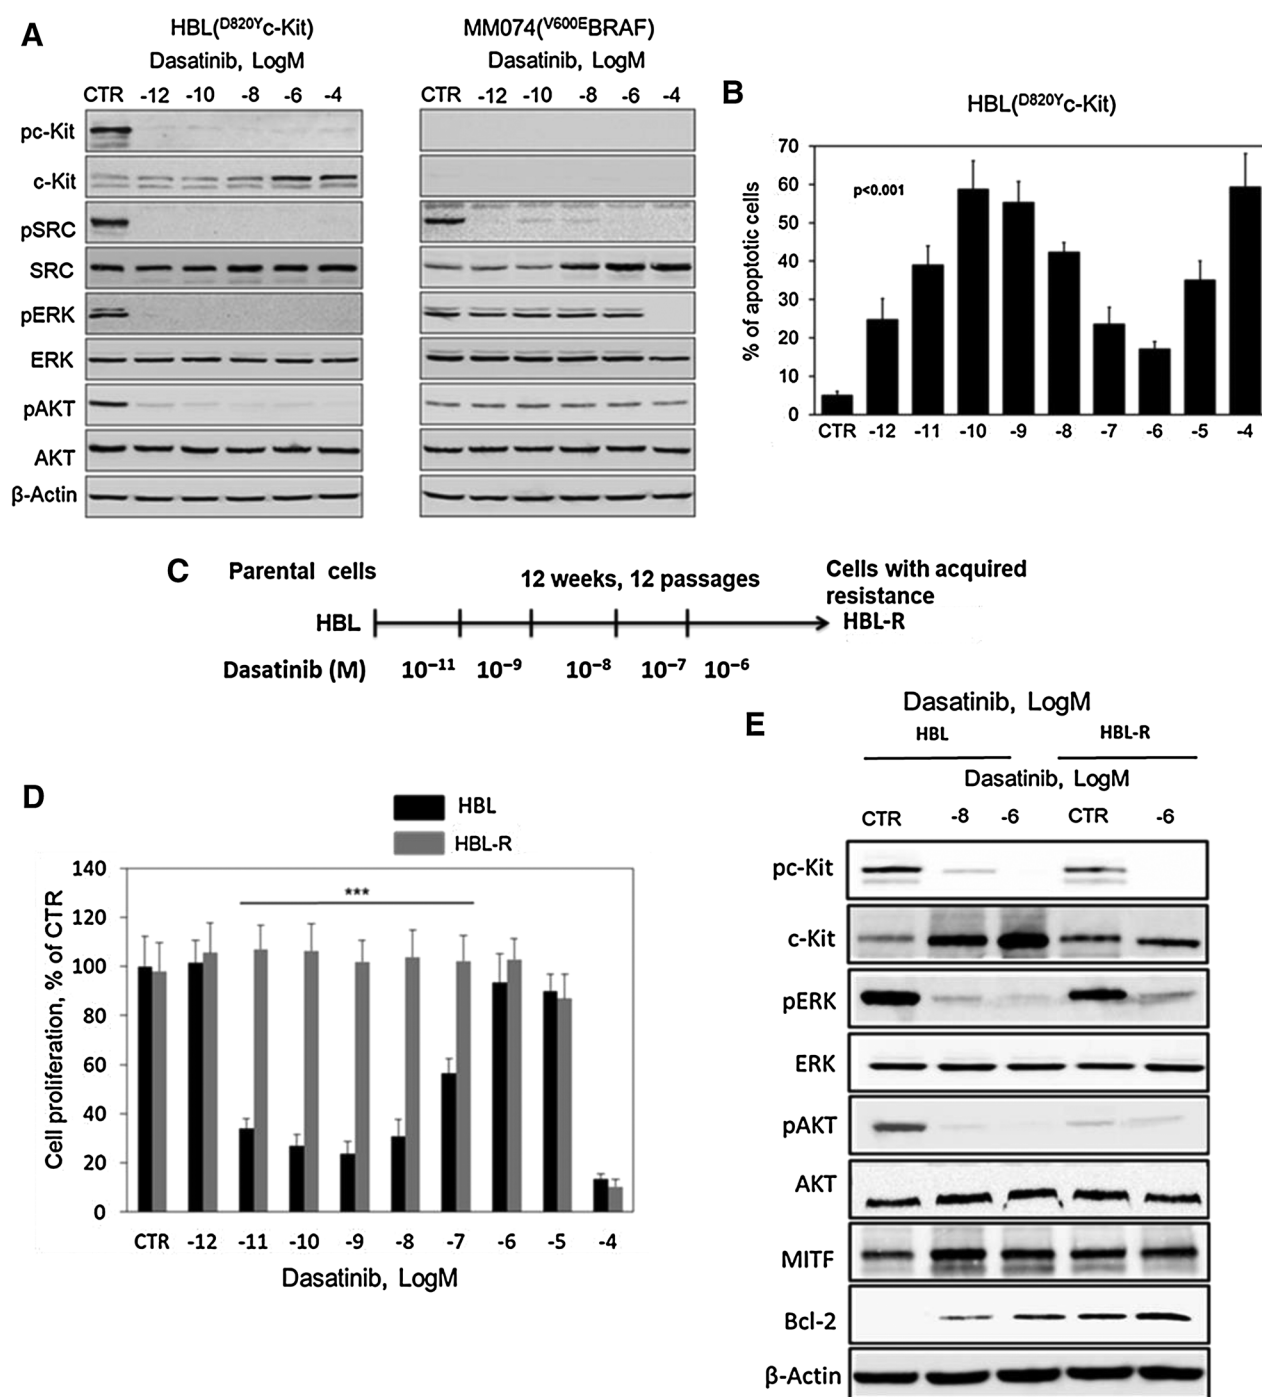 A
HBL(D820Yc-Kit)
MM074(V600EBRAF)
Dasatinib, LogM
Dasatinib, LogM
CTR -12 -10 -8 -6 -4
CTR -12 -10 -8 -6 -4
pc-Kit
c-Kit
pSRC
SRC
pERK
ERK
pAKT
AKT
β-Actin
B
HBL(D820Yc-Kit)
% of apoptotic cells
70
60
50
40
30
20
10
0
p<0.001
CTR -12 -11 -10 -9 -8 -7 -6 -5 -4
C
Parental cells
12 weeks, 12 passages
Cells with acquired
resistance
HBL
HBL-R
Dasatinib (M) 10−11 10−9 10−8 10−7 10−6
D
HBL
HBL-R
Cell proliferation, % of CTR
140
120
100
80
60
40
20
0
***
CTR -12 -11 -10 -9 -8 -7 -6 -5 -4
Dasatinib, LogM
E
Dasatinib, LogM
HBL
HBL-R
Dasatinib, LogM
CTR -8 -6 CTR -6
pc-Kit
c-Kit
pERK
ERK
pAKT
AKT
MITF
Bcl-2
β-Actin